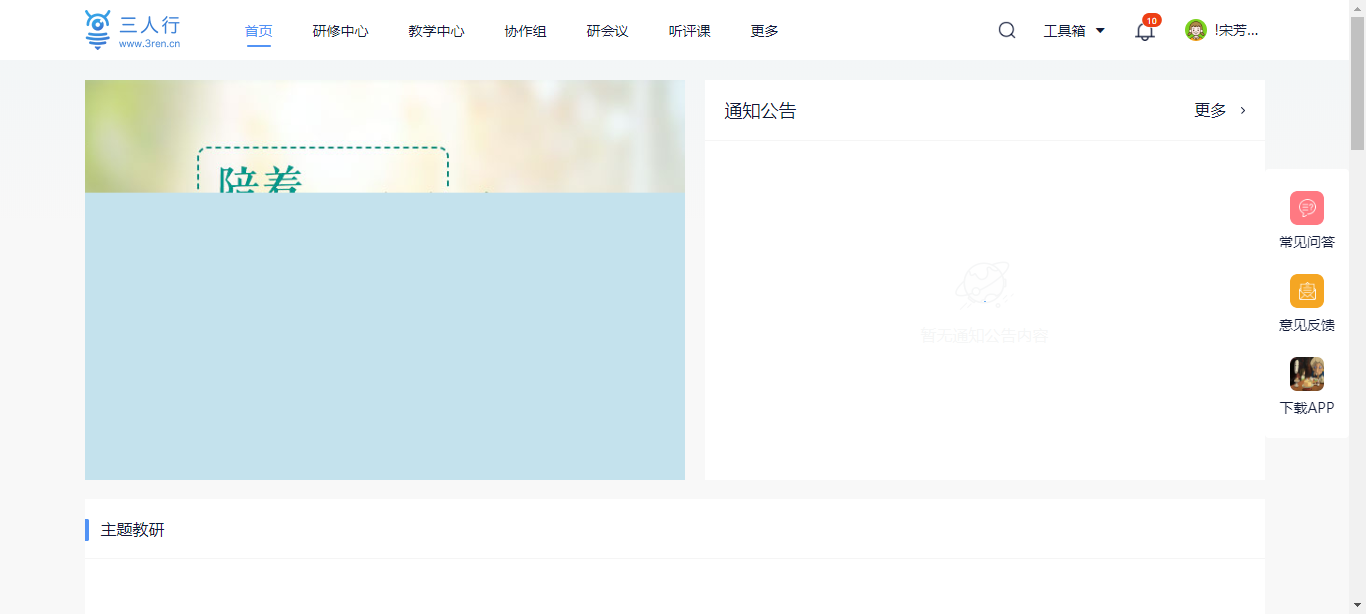 三人行
www.3ren.cn
首页 研修中心 教学中心 协作组 研会议 听评课 更多
工具箱
10
!宋芳...
陪着
通知公告
更多
暂无通知公告内容
常见问答
意见反馈
下载APP
主题教研